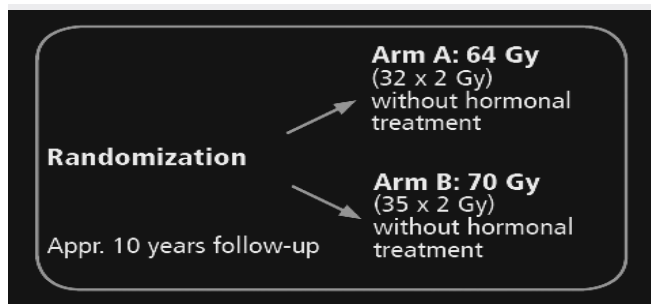 Arm A: 64 Gy
(32 x 2 Gy)
without hormonal
treatment
Randomization
Arm B: 70 Gy
(35 x 2 Gy)
without hormonal
treatment
Appr. 10 years follow-up